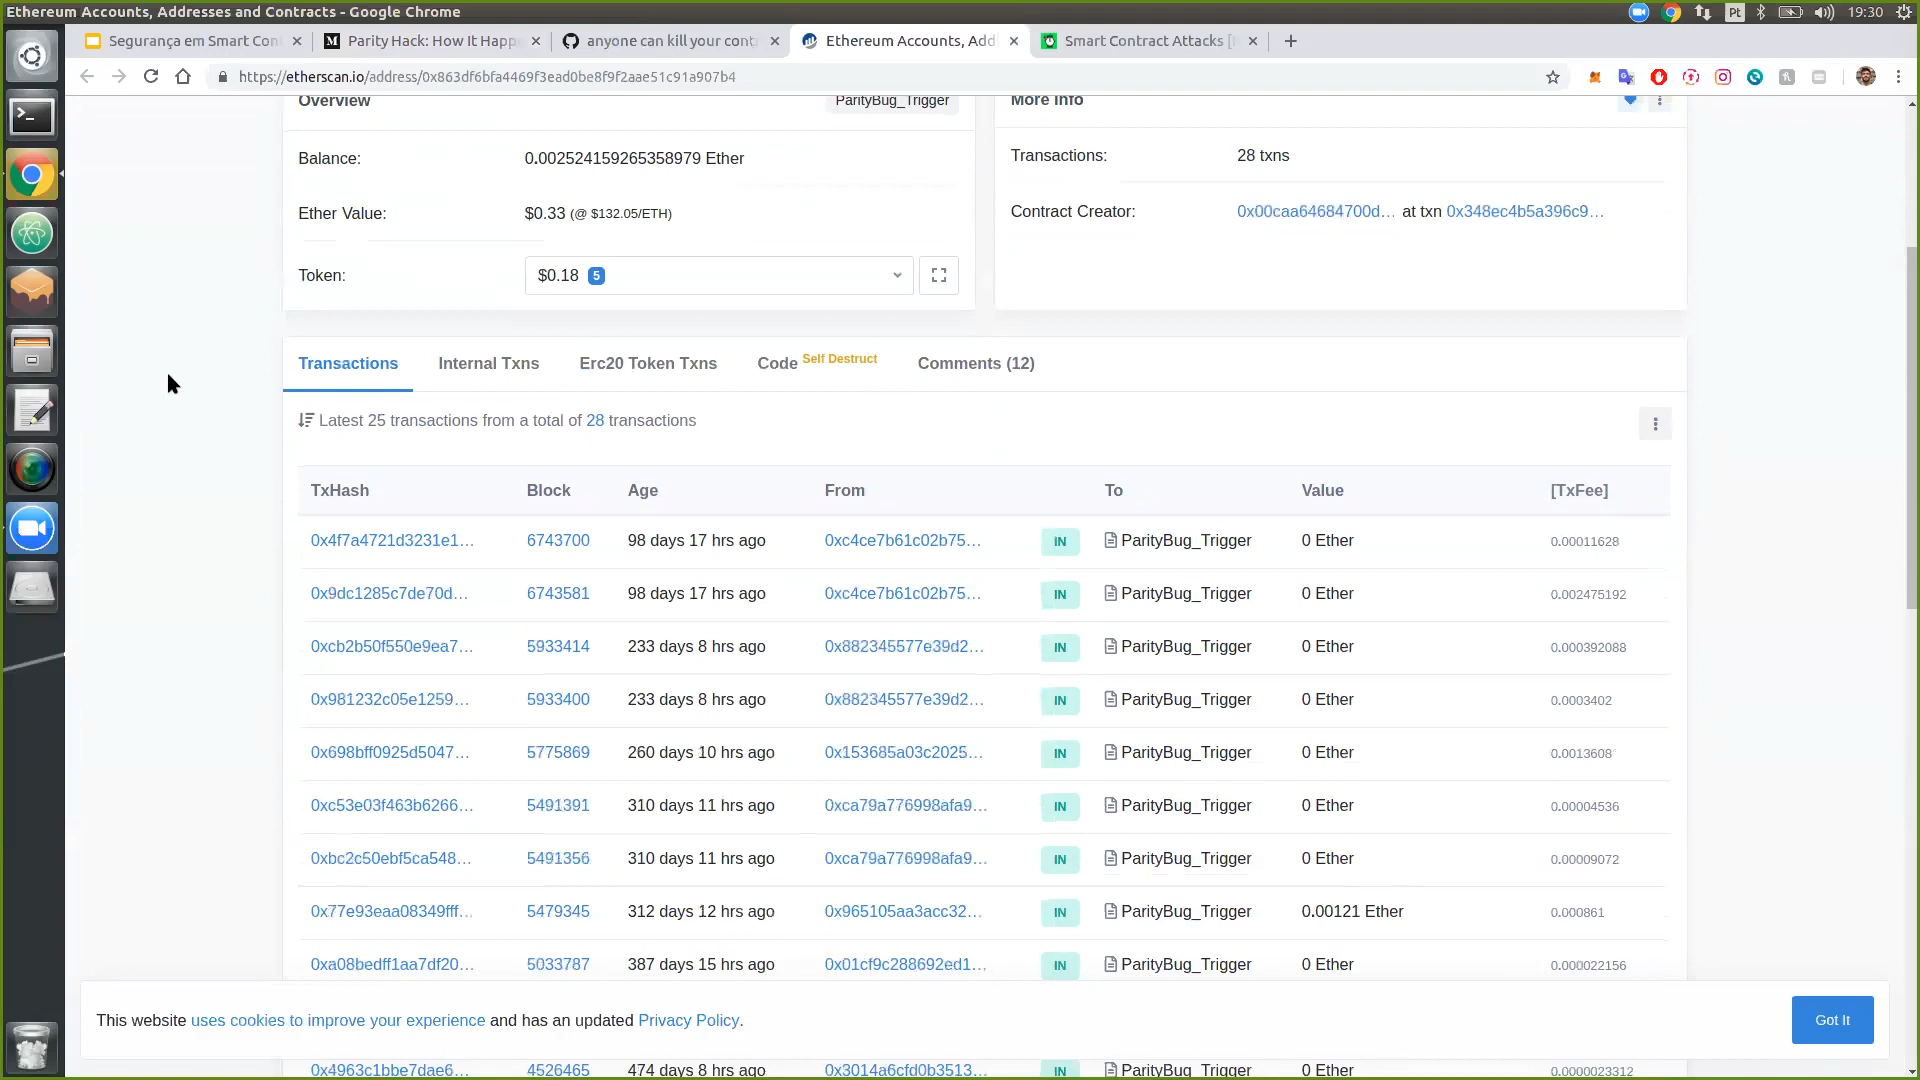 Ethereum Accounts, Addresses and Contracts - Google Chrome
Pt
19:30
Segurança em Smart Con
Parity Hack: How It Happe
anyone can kill your cont
Ethereum Accounts, Add
Smart Contract Attacks [
https://etherscan.io/address/0x863df6bfa4469f3ead0be8f9f2aae51c91a907b4
Overview
ParityBug_Trigger
More Info
Balance:
0.002524159265358979 Ether
Transactions:
28 txns
Ether Value:
$0.33 (@ $132.05/ETH)
Contract Creator:
0x00caa64684700d... at txn 0x348ec4b5a396c9...
Token:
$0.18 5
Transactions
Internal Txns
Erc20 Token Txns
Code Self Destruct
Comments (12)
Latest 25 transactions from a total of 28 transactions
TxHash Block Age From To Value [TxFee]
0x4f7a4721d3231e1... 6743700 98 days 17 hrs ago 0xc4ce7b61c02b75... IN ParityBug_Trigger 0 Ether 0.00011628
0x9dc1285c7de70d... 6743581 98 days 17 hrs ago 0xc4ce7b61c02b75... IN ParityBug_Trigger 0 Ether 0.002475192
0xcb2b50f550e9ea7... 5933414 233 days 8 hrs ago 0x882345577e39d2... IN ParityBug_Trigger 0 Ether 0.000392088
0x981232c05e1259... 5933400 233 days 8 hrs ago 0x882345577e39d2... IN ParityBug_Trigger 0 Ether 0.0003402
0x698bff0925d5047... 5775869 260 days 10 hrs ago 0x153685a03c2025... IN ParityBug_Trigger 0 Ether 0.0013608
0xc53e03f463b6266... 5491391 310 days 11 hrs ago 0xca79a776998afa9... IN ParityBug_Trigger 0 Ether 0.00004536
0xbc2c50ebf5ca548... 5491356 310 days 11 hrs ago 0xca79a776998afa9... IN ParityBug_Trigger 0 Ether 0.00009072
0x77e93eaa08349fff... 5479345 312 days 12 hrs ago 0x965105aa3acc32... IN ParityBug_Trigger 0.00121 Ether 0.000861
0xa08bedff1aa7df20... 5033787 387 days 15 hrs ago 0x01cf9c288692ed1... IN ParityBug_Trigger 0 Ether 0.000022156
This website uses cookies to improve your experience and has an updated Privacy Policy.
Got It
0x4963c1bbe7dae6... 4526465 474 days 8 hrs ago 0x3014a6cfd0b3513... IN ParityBug_Trigger 0 Ether 0.0000023312